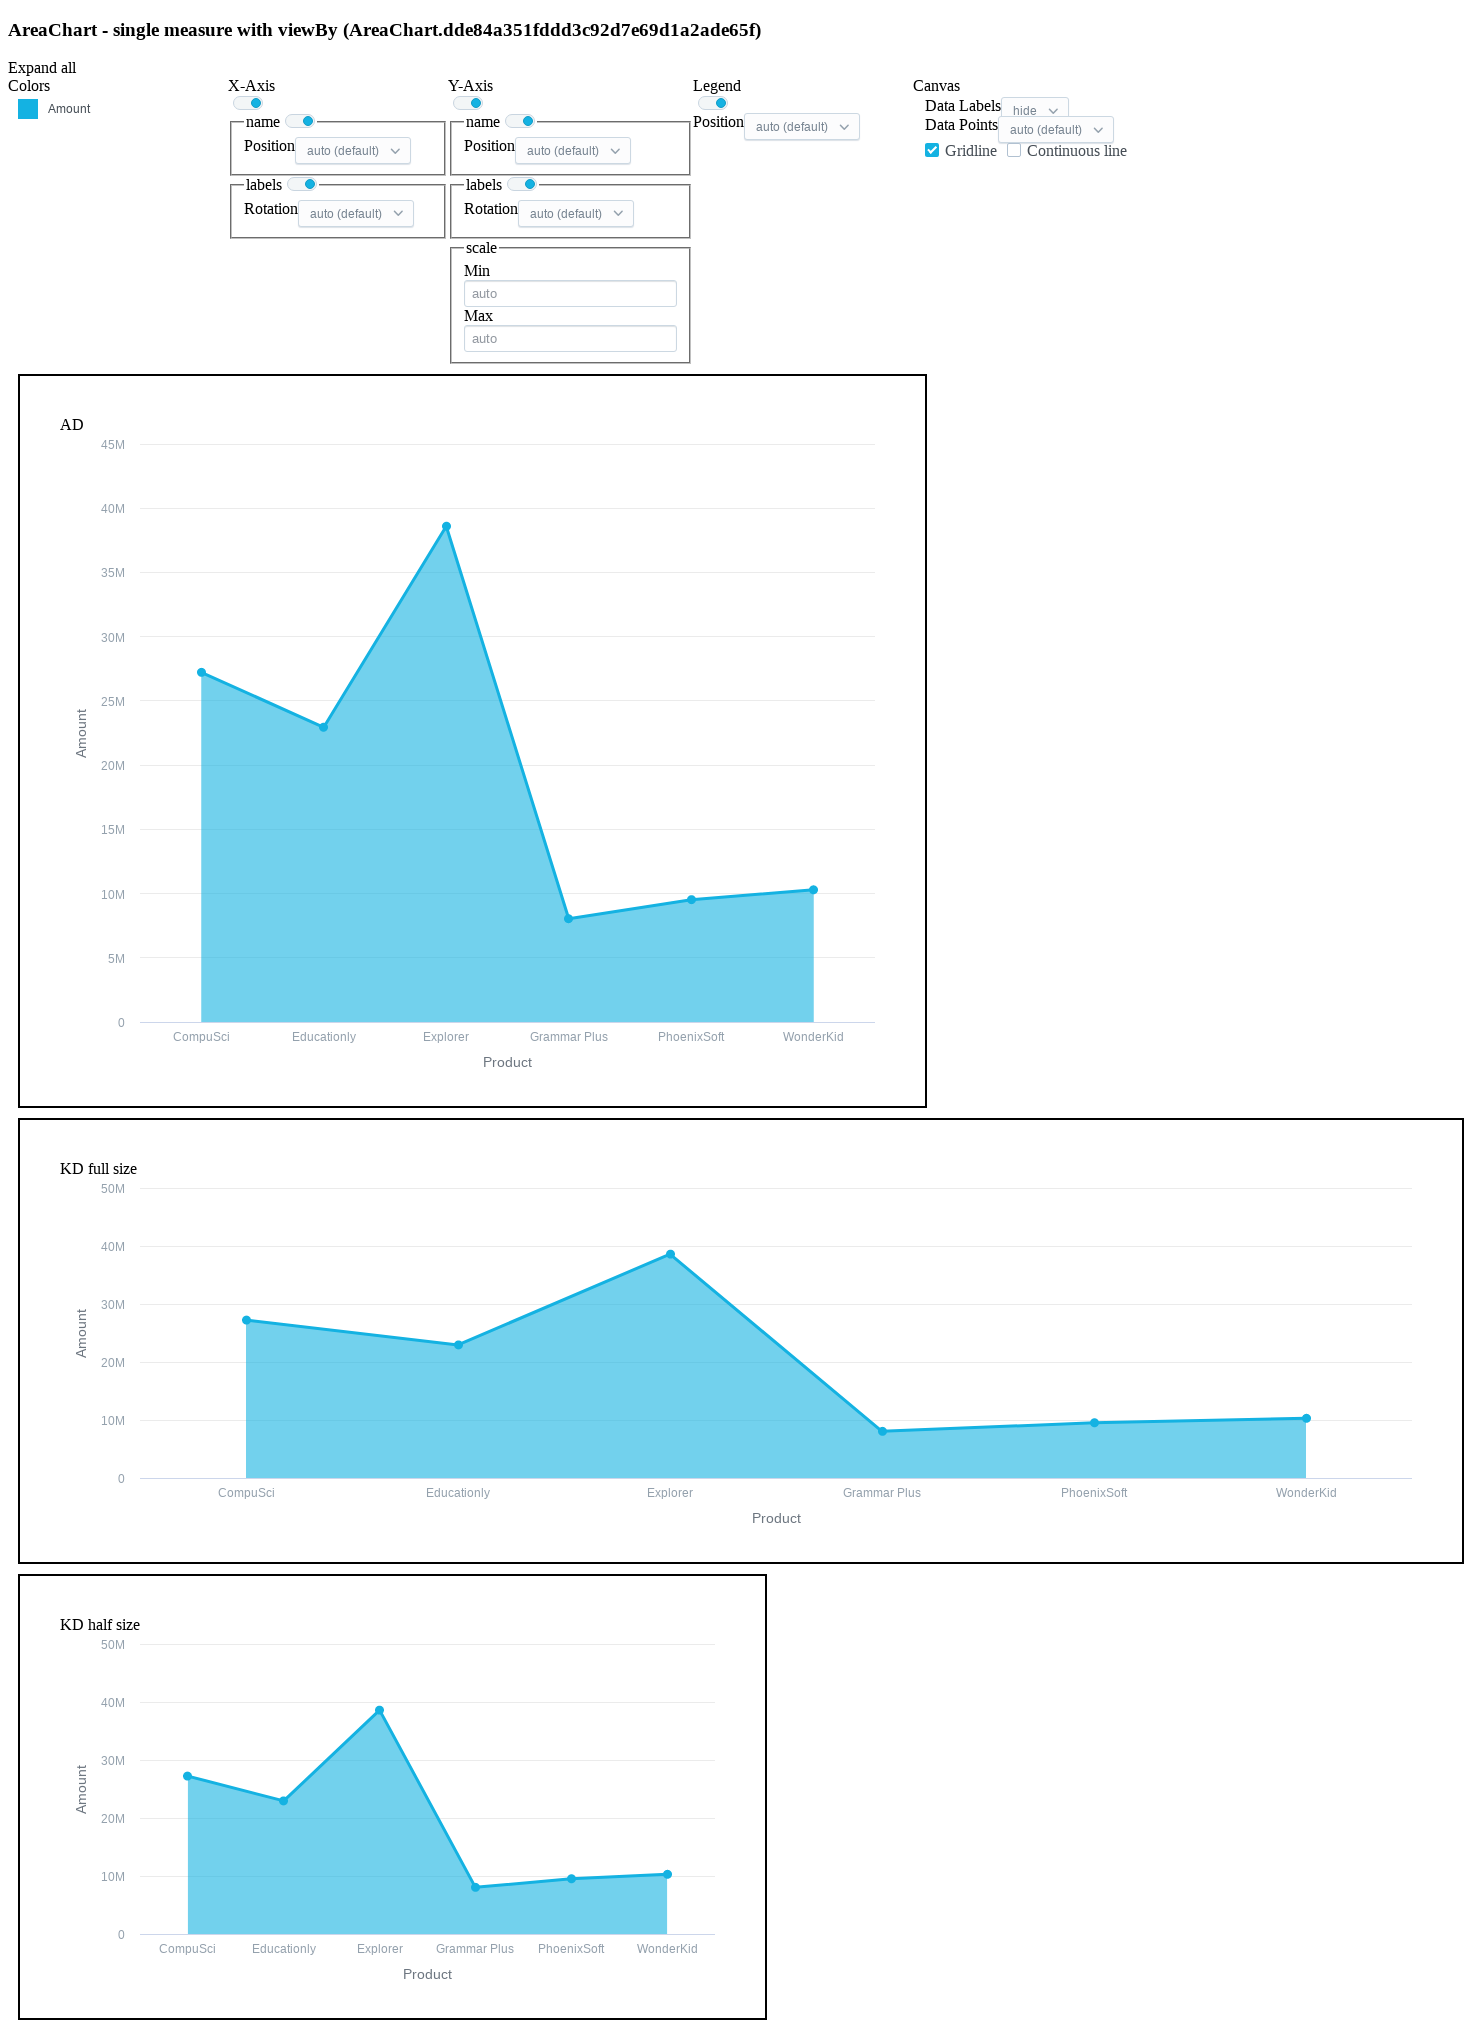 AreaChart - single measure with viewBy (AreaChart.dde84a351fddd3c92d7e69d1a2ade65f)
Expand all
Colors
Amount
X-Axis
name
Position auto (default)
labels
Rotation auto (default)
Y-Axis
name
Position auto (default)
labels
Rotation auto (default)
scale
Min
auto
Max
auto
Legend
Position auto (default)
Canvas
Data Labels hide
Data Points auto (default)
Gridline Continuous line
AD
45M
40M
35M
30M
25M
20M
15M
10M
5M
0
Amount
CompuSci Educationly Explorer Grammar Plus PhoenixSoft WonderKid
Product
KD full size
50M
40M
30M
20M
10M
0
Amount
CompuSci Educationly Explorer Grammar Plus PhoenixSoft WonderKid
Product
KD half size
50M
40M
30M
20M
10M
0
Amount
CompuSci Educationly Explorer Grammar Plus PhoenixSoft WonderKid
Product